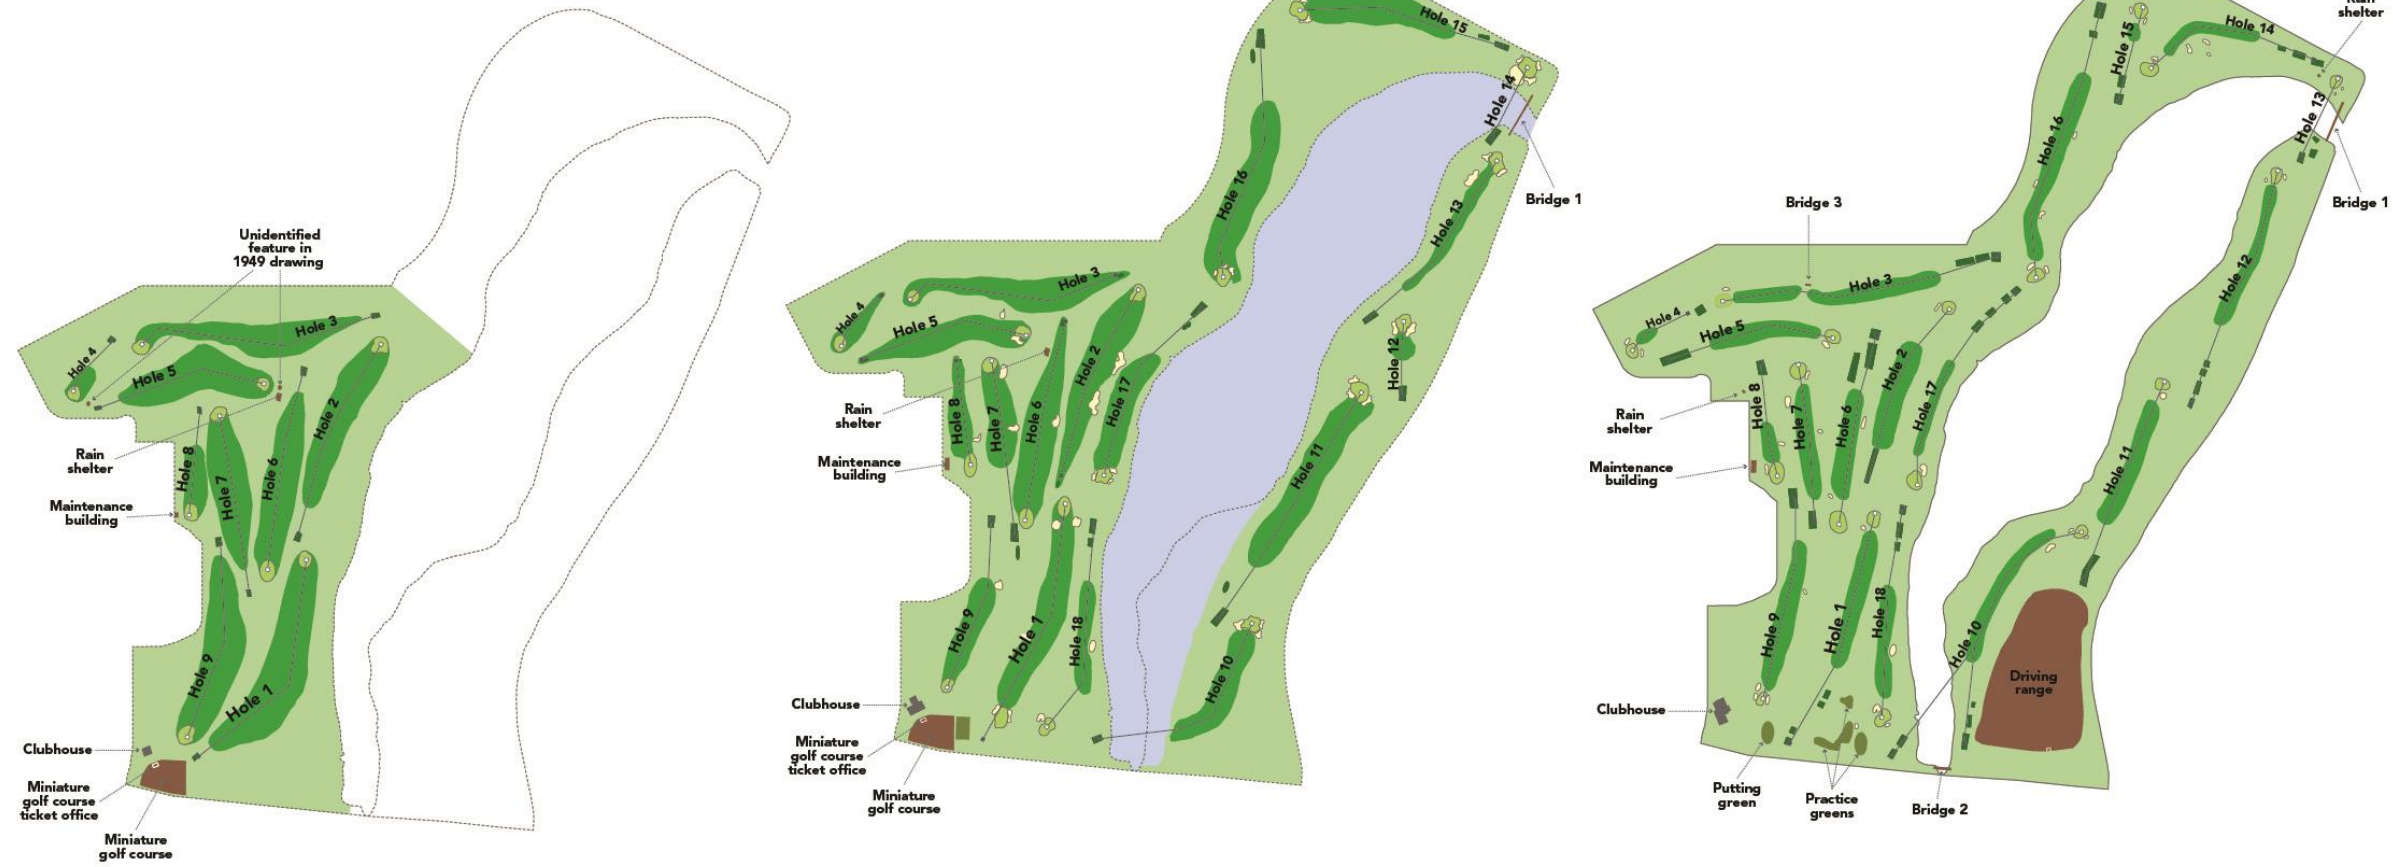 Unidentified
feature in
1949 drawing
Hole 3
Hole 4
Hole 5
Hole 2
Hole 6
Hole 7
Hole 8
Rain
shelter
Maintenance
building
Hole 9
Hole 1
Clubhouse
Miniature
golf course
ticket office
Miniature
golf course
Hole 15
Hole 14
Bridge 1
Hole 16
Hole 13
Hole 3
Hole 4
Hole 5
Hole 12
Hole 2
Hole 17
Hole 6
Hole 7
Hole 8
Rain
shelter
Maintenance
building
Hole 11
Hole 9
Hole 1
Hole 18
Hole 10
Clubhouse
Miniature
golf course
ticket office
Miniature
golf course
Rain
shelter
Hole 14
Hole 15
Hole 13
Hole 16
Bridge 1
Bridge 3
Hole 3
Hole 4
Hole 5
Hole 12
Hole 2
Hole 17
Hole 6
Hole 7
Hole 8
Rain
shelter
Maintenance
building
Hole 11
Hole 9
Hole 1
Hole 18
Hole 10
Driving
range
Clubhouse
Putting
green
Practice
greens
Bridge 2